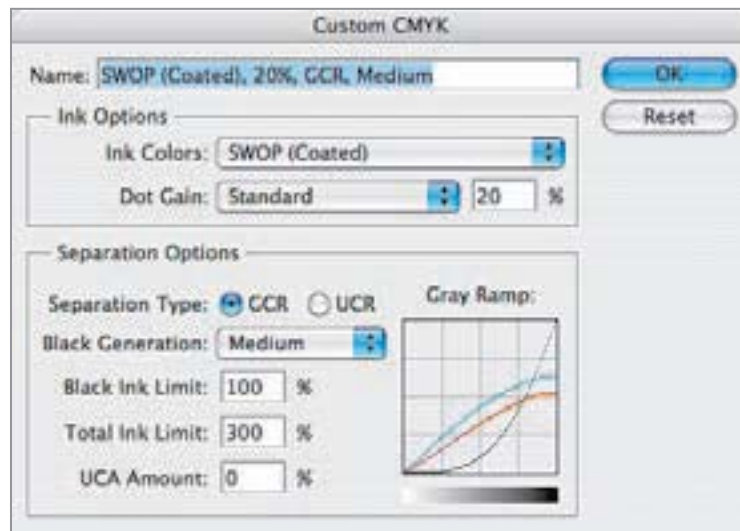 Custom CMYK
Name: SWOP (Coated), 20%, GCR, Medium
OK
Reset
Ink Options
Ink Colors: SWOP (Coated)
Dot Gain: Standard 20 %
Separation Options
Separation Type: GCR UCR
Gray Ramp:
Black Generation: Medium
Black Ink Limit: 100 %
Total Ink Limit: 300 %
UCA Amount: 0 %